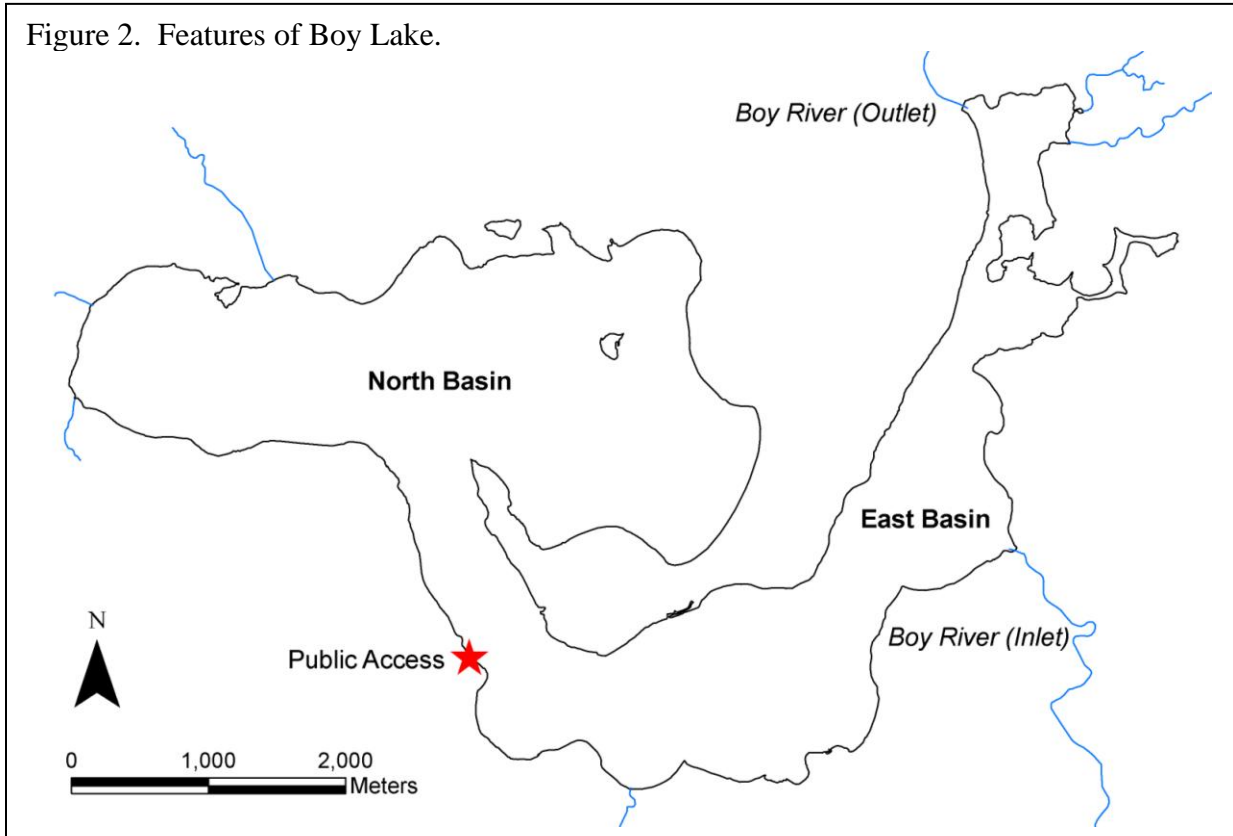 Figure 2. Features of Boy Lake.
Boy River (Outlet)
North Basin
East Basin
Boy River (Inlet)
Public Access
N
0 1,000 2,000
Meters